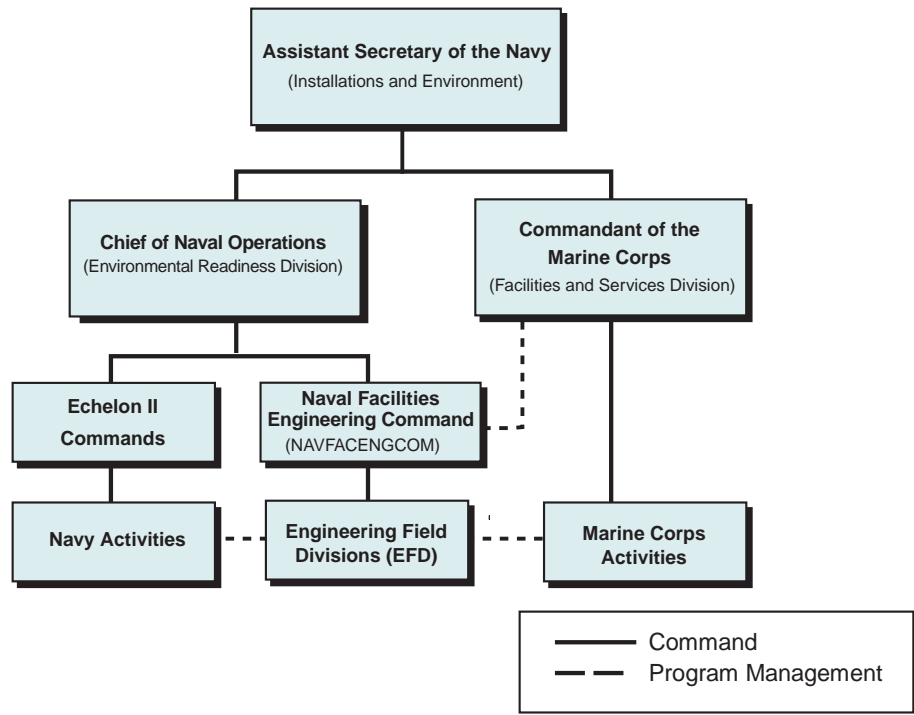 Assistant Secretary of the Navy
(Installations and Environment)
Chief of Naval Operations
(Environmental Readiness Division)
Commandant of the
Marine Corps
(Facilities and Services Division)
Echelon II
Commands
Naval Facilities
Engineering Command
(NAVFACENGCOM)
Navy Activities
Engineering Field
Divisions (EFD)
Marine Corps
Activities
Command
Program Management